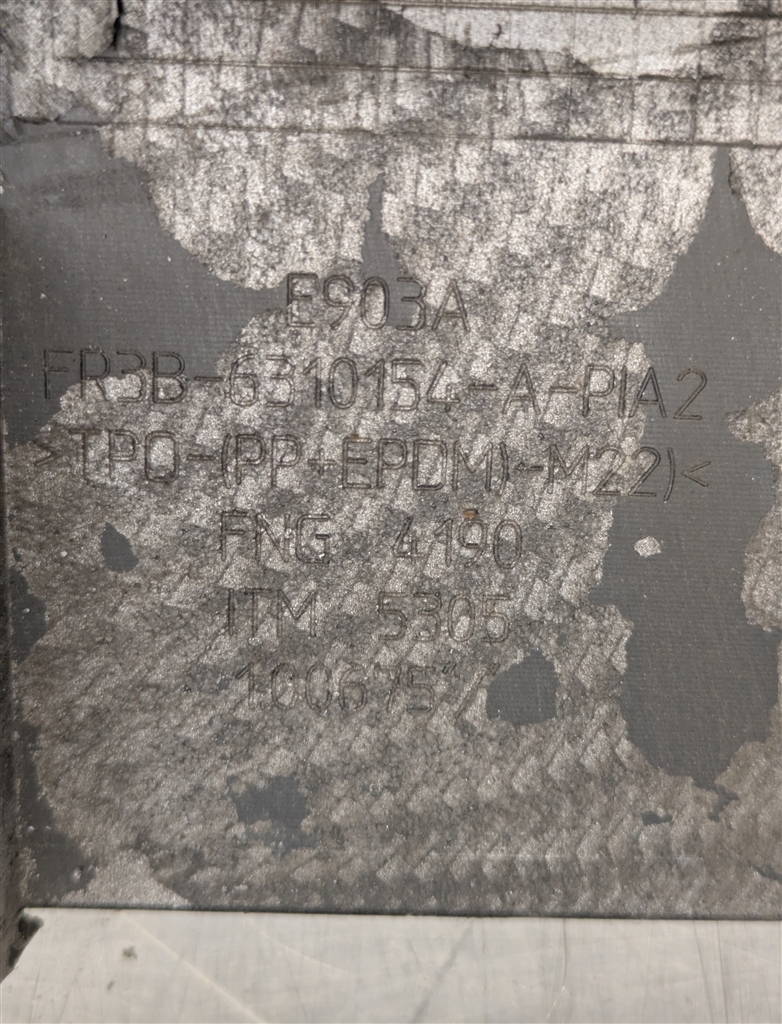 E903A
FR3B-6310154-A-PIA2
>TPO-(PP+EPDM)-M22)<
FNG 4190
ITM 5305